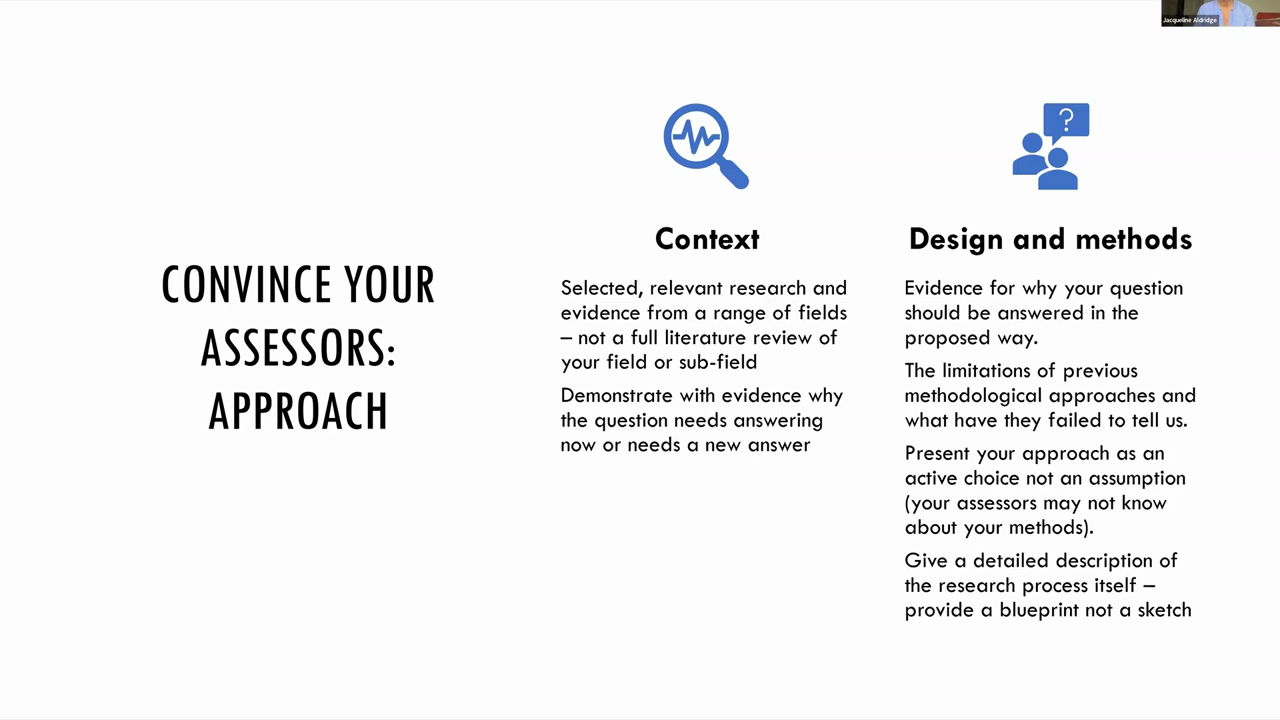 Jacqueline Aldridge
CONVINCE YOUR
ASSESSORS:
APPROACH
Context
Selected, relevant research and
evidence from a range of fields
– not a full literature review of
your field or sub-field
Demonstrate with evidence why
the question needs answering
now or needs a new answer
?
Design and methods
Evidence for why your question
should be answered in the
proposed way.
The limitations of previous
methodological approaches and
what have they failed to tell us.
Present your approach as an
active choice not an assumption
(your assessors may not know
about your methods).
Give a detailed description of
the research process itself –
provide a blueprint not a sketch